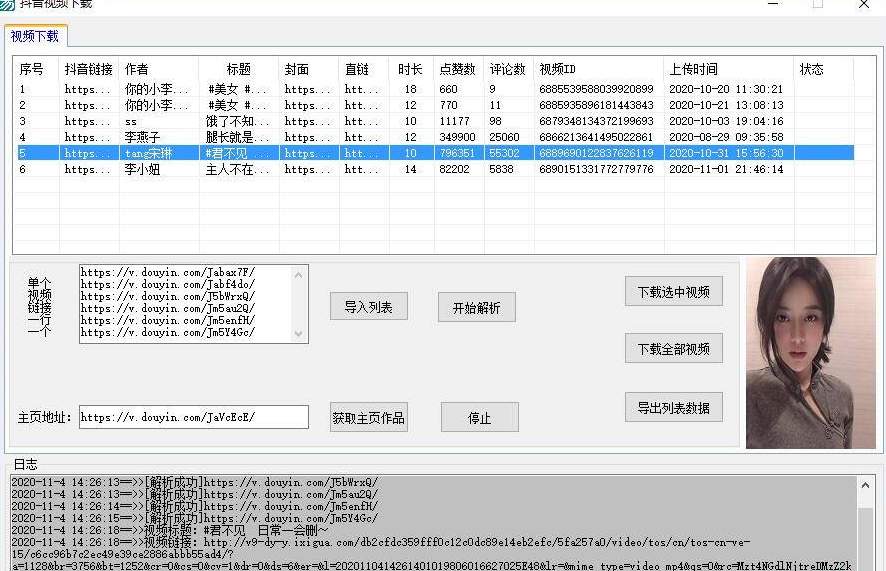 抖音视频下载
视频下载
序号 抖音链接 作者 标题 封面 直链 时长 点赞数 评论数 视频ID 上传时间 状态
1 https... 你的小李... #美女 #... https... htt... 18 660 9 6885539588039920899 2020-10-20 11:30:21
2 https... 你的小李... #美女 #... https... htt... 12 770 11 6885935896181443843 2020-10-21 13:08:13
3 https... ss 饿了不知... https... htt... 10 11177 98 6879348134372199693 2020-10-03 19:04:16
4 https... 李燕子 腿长就是... https... htt... 12 349900 25060 6866213641495022861 2020-08-29 09:35:58
5 https... tang宋琳 #君不见 ... https... htt... 10 796351 55302 6889690122837626119 2020-10-31 15:56:30
6 https... 李小妞 主人不在... https... htt... 14 82202 5838 6890151331772779776 2020-11-01 21:46:14
单个
视频
链接
一行
一个
https://v.douyin.com/Jabax7F/
https://v.douyin.com/Jabf4do/
https://v.douyin.com/J5bWrxQ/
https://v.douyin.com/Jm5au2Q/
https://v.douyin.com/Jm5enfH/
https://v.douyin.com/Jm5Y4Gc/
导入列表
开始解析
下载选中视频
下载全部视频
导出列表数据
主页地址: https://v.douyin.com/JaVcEcE/
获取主页作品
停止
日志
2020-11-4 14:26:13==>>[解析成功]https://v.douyin.com/J5bWrxQ/
2020-11-4 14:26:13==>>[解析成功]https://v.douyin.com/Jm5au2Q/
2020-11-4 14:26:14==>>[解析成功]https://v.douyin.com/Jm5enfH/
2020-11-4 14:26:15==>>[解析成功]https://v.douyin.com/Jm5Y4Gc/
2020-11-4 14:26:18==>>视频标题: #君不见 日常一会删~
2020-11-4 14:26:18==>>视频链接: http://v9-dy-y.ixigua.com/db2cfdc359fff0c12c0dc89e14eb2efc/5fa257a0/video/tos/cn/tos-cn-ve-
15/c6cc96b7c2ec49e39ce2886abbb55ad4/?
a=1128&br=3756&bt=1252&cr=0&cs=0&cv=1&dr=0&ds=6&er=&l=202011041426140101980601662702​5E48&lr=&mime_type=video_mp4&qs=0&rc=Mzt4NGdlNjtreDMzZ2k